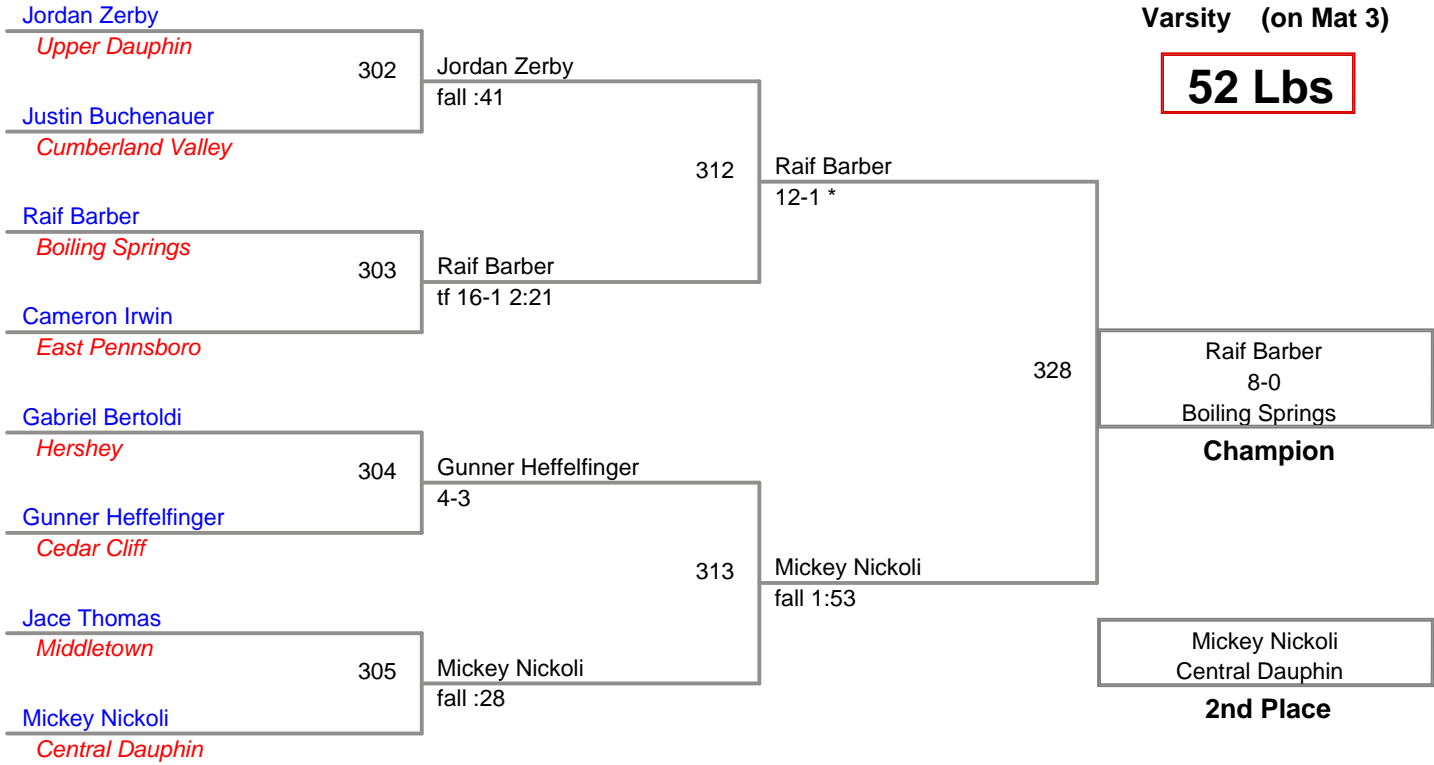 Jordan Zerby
Upper Dauphin
302
Jordan Zerby
fall :41
Justin Buchenauer
Cumberland Valley
312
Raif Barber
12-1 *
Raif Barber
Boiling Springs
303
Raif Barber
tf 16-1 2:21
Cameron Irwin
East Pennsboro
328
Gabriel Bertoldi
Hershey
304
Gunner Heffelfinger
4-3
Gunner Heffelfinger
Cedar Cliff
313
Mickey Nickoli
fall 1:53
Jace Thomas
Middletown
305
Mickey Nickoli
fall :28
Mickey Nickoli
Central Dauphin
Varsity (on Mat 3)
52 Lbs
Raif Barber
8-0
Boiling Springs
Champion
Mickey Nickoli
Central Dauphin
2nd Place